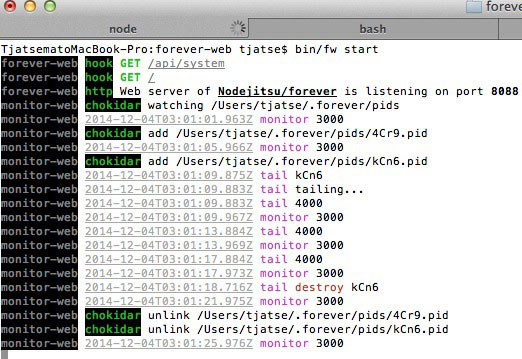 forever
node
bash
TjatsematoMacBook-Pro:forever-web tjatse$ bin/fw start
forever-web hook GET /api/system
forever-web hook GET /
forever-web http Web server of Nodejitsu/forever is listening on port 8088
monitor-web chokidar watching /Users/tjatse/.forever/pids
monitor-web 2014-12-04T03:01:01.963Z monitor 3000
monitor-web chokidar add /Users/tjatse/.forever/pids/4Cr9.pid
monitor-web 2014-12-04T03:01:05.966Z monitor 3000
monitor-web chokidar add /Users/tjatse/.forever/pids/kCn6.pid
monitor-web 2014-12-04T03:01:09.875Z tail kCn6
monitor-web 2014-12-04T03:01:09.883Z tail tailing...
monitor-web 2014-12-04T03:01:09.883Z tail 4000
monitor-web 2014-12-04T03:01:09.967Z monitor 3000
monitor-web 2014-12-04T03:01:13.884Z tail 4000
monitor-web 2014-12-04T03:01:13.969Z monitor 3000
monitor-web 2014-12-04T03:01:17.884Z tail 4000
monitor-web 2014-12-04T03:01:17.973Z monitor 3000
monitor-web 2014-12-04T03:01:18.716Z tail destroy kCn6
monitor-web 2014-12-04T03:01:21.975Z monitor 3000
monitor-web chokidar unlink /Users/tjatse/.forever/pids/4Cr9.pid
monitor-web chokidar unlink /Users/tjatse/.forever/pids/kCn6.pid
monitor-web 2014-12-04T03:01:25.976Z monitor 3000